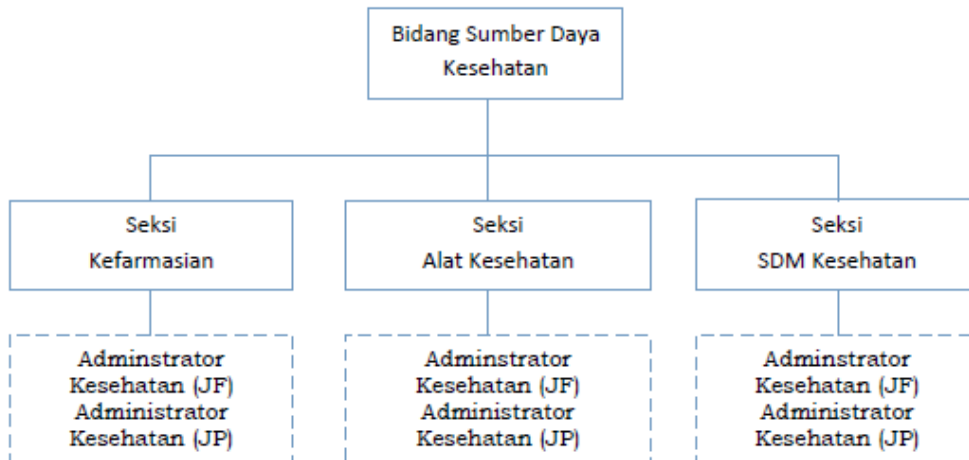 Bidang Sumber Daya
Kesehatan
Seksi
Kefarmasian
Seksi
Alat Kesehatan
Seksi
SDM Kesehatan
Adminstrator
Kesehatan (JF)
Administrator
Kesehatan (JP)
Adminstrator
Kesehatan (JF)
Administrator
Kesehatan (JP)
Adminstrator
Kesehatan (JF)
Administrator
Kesehatan (JP)